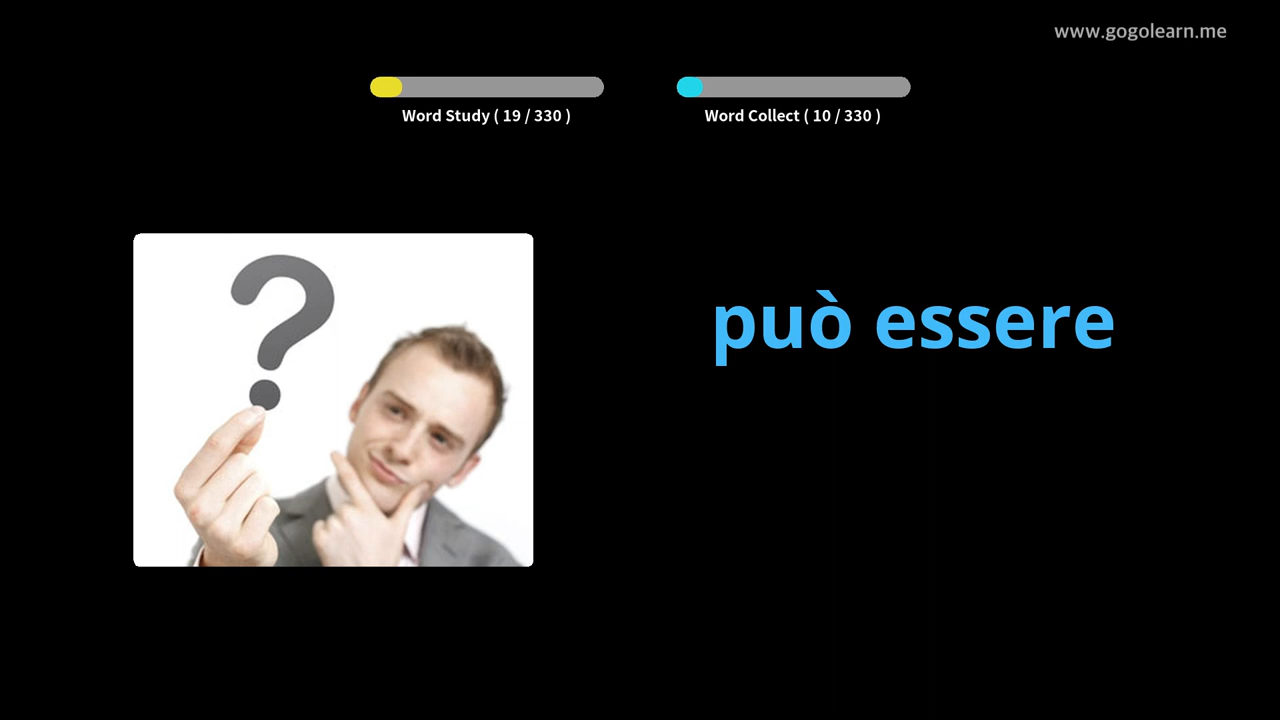 www.gogolearn.me
Word Study ( 19 / 330 )
Word Collect ( 10 / 330 )
?
può essere